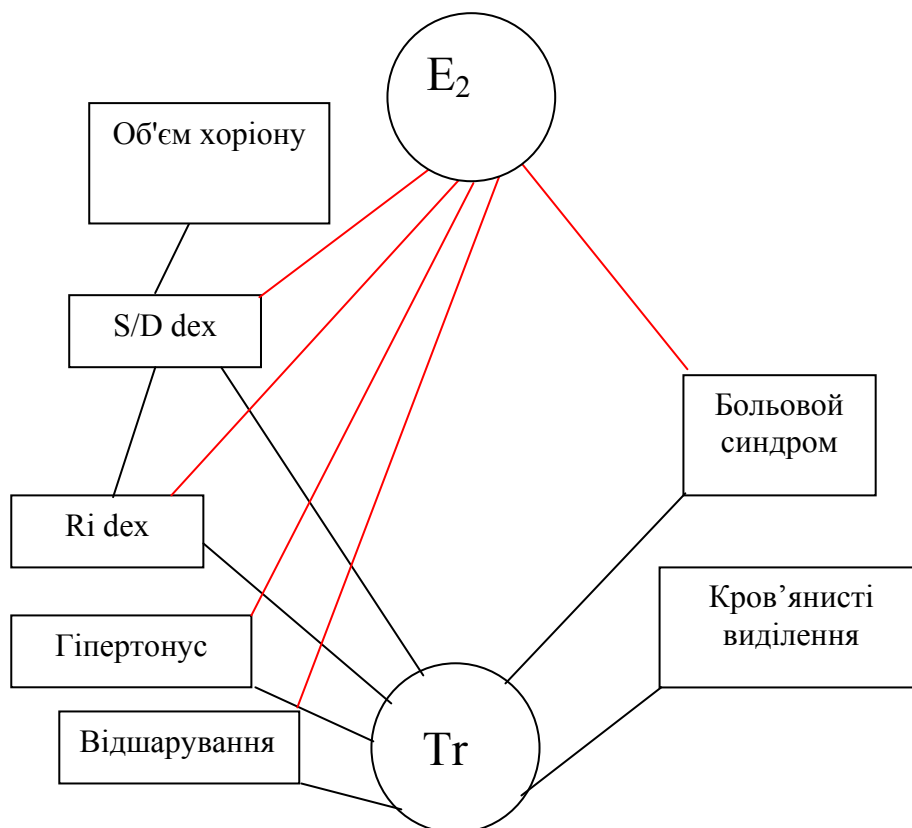 E₂
Об'єм хоріону
S/D dex
Больовой
синдром
Ri dex
Кров’янисті
виділення
Гіпертонус
Відшарування
Tr